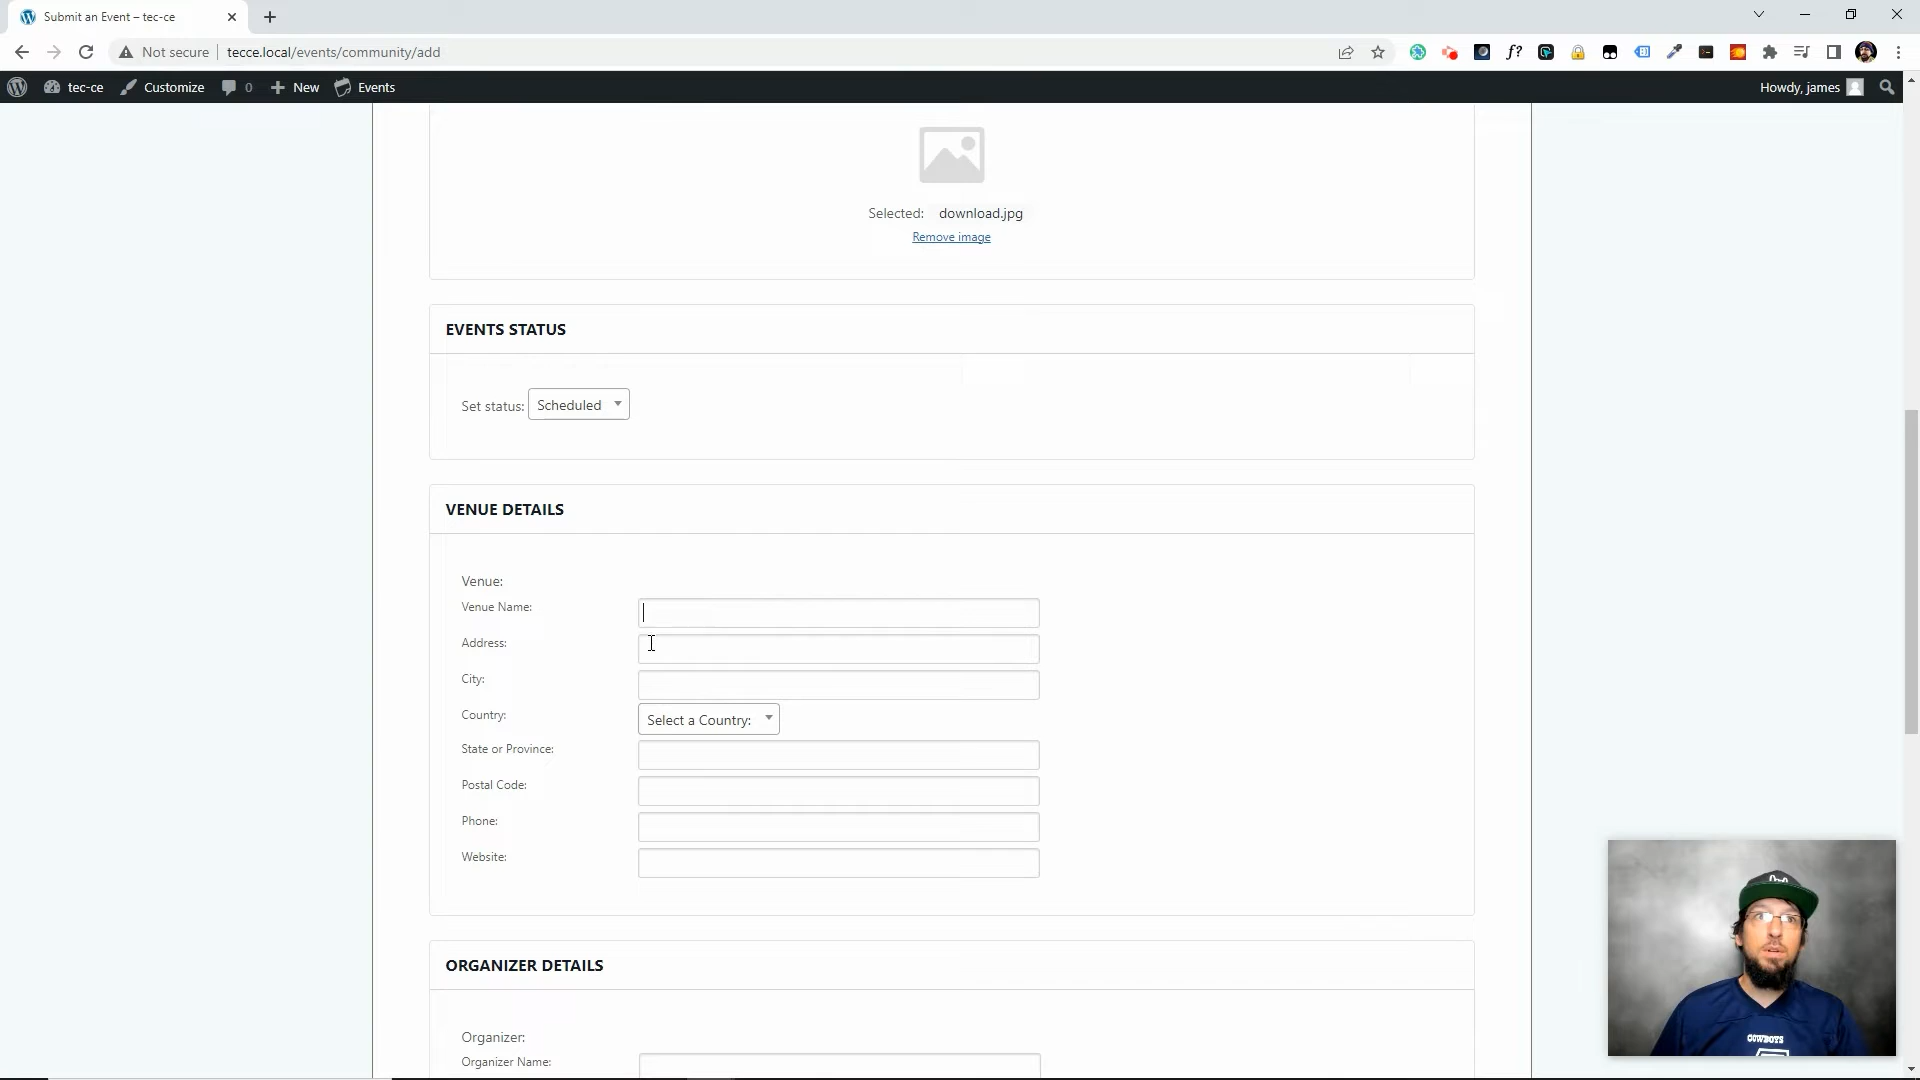 Submit an Event – tec-ce
Not secure
tecce.local/events/community/add
tec-ce
Customize
0
New
Events
Howdy, james
Selected: download.jpg
Remove image
EVENTS STATUS
Set status: Scheduled
VENUE DETAILS
Venue:
Venue Name:
Address:
City:
Country: Select a Country:
State or Province:
Postal Code:
Phone:
Website:
ORGANIZER DETAILS
Organizer:
Organizer Name:
COWBOYS